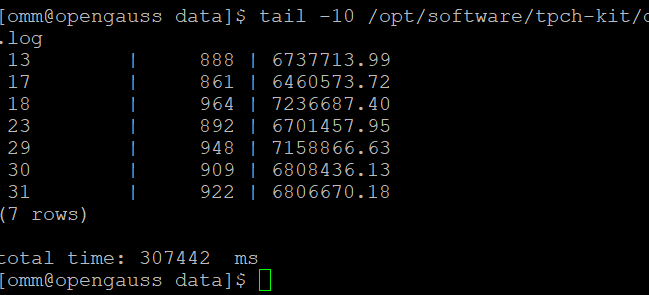 [omm@opengauss data]$ tail -10 /opt/software/tpch-kit/
.log
13 | 888 | 6737713.99
17 | 861 | 6460573.72
18 | 964 | 7236687.40
23 | 892 | 6701457.95
29 | 948 | 7158866.63
30 | 909 | 6808436.13
31 | 922 | 6806670.18
(7 rows)
total time: 307442 ms
[omm@opengauss data]$